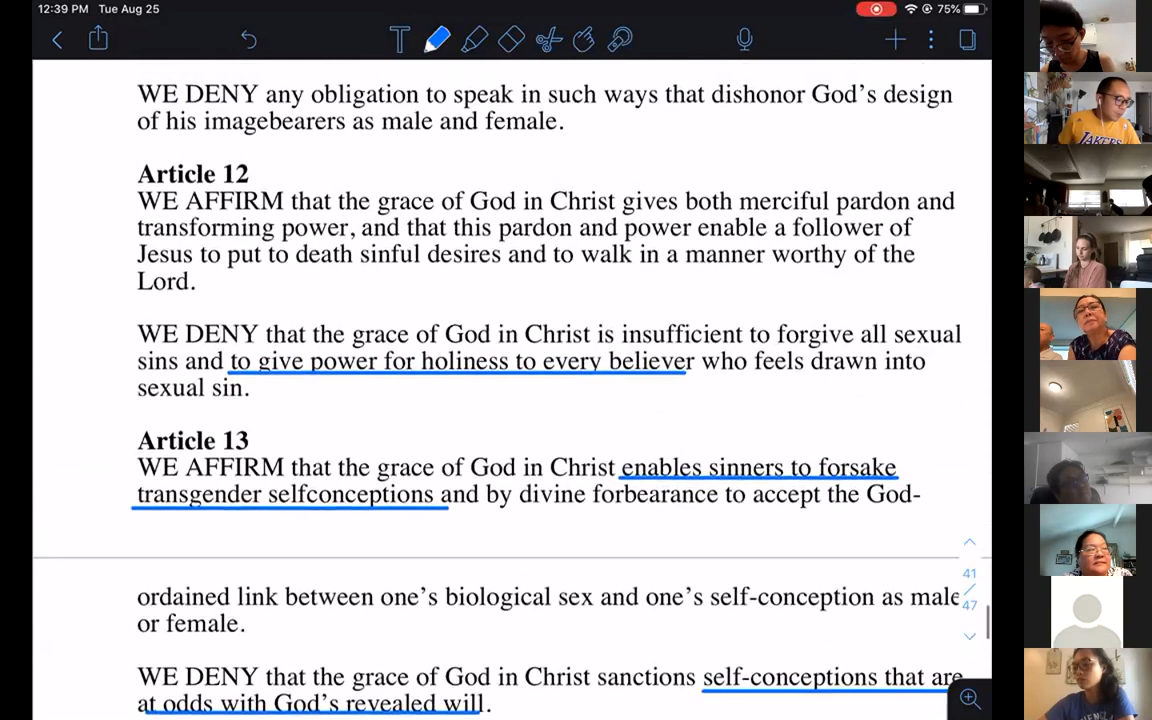 12:39 PM Tue Aug 25
75%
WE DENY any obligation to speak in such ways that dishonor God's design
of his imagebearers as male and female.
Article 12
WE AFFIRM that the grace of God in Christ gives both merciful pardon and
transforming power, and that this pardon and power enable a follower of
Jesus to put to death sinful desires and to walk in a manner worthy of the
Lord.
WE DENY that the grace of God in Christ is insufficient to forgive all sexual
sins and to give power for holiness to every believer who feels drawn into
sexual sin.
Article 13
WE AFFIRM that the grace of God in Christ enables sinners to forsake
transgender selfconceptions and by divine forbearance to accept the God-
ordained link between one's biological sex and one's self-conception as male
or female.
WE DENY that the grace of God in Christ sanctions self-conceptions that are
at odds with God's revealed will.
41
/
47
LAKERS